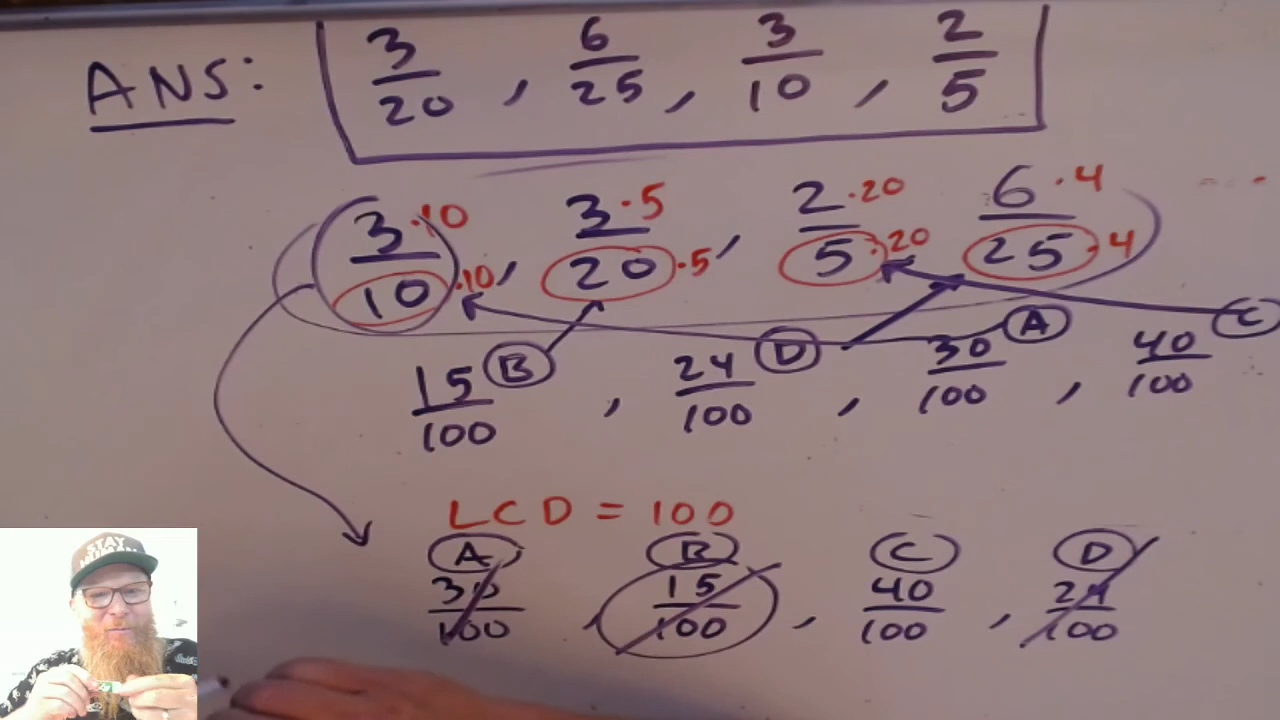 ANS: 3/20 , 6/25 , 3/10 , 2/5
3·10/10·10 , 3·5/20·5 , 2·20/5·20 6·4/25·4
15/100 B , 24/100 D , 30/100 A , 40/100 C
LCD = 100
A B C D
30/100 , 15/100 , 40/100 , 24/100
STAY